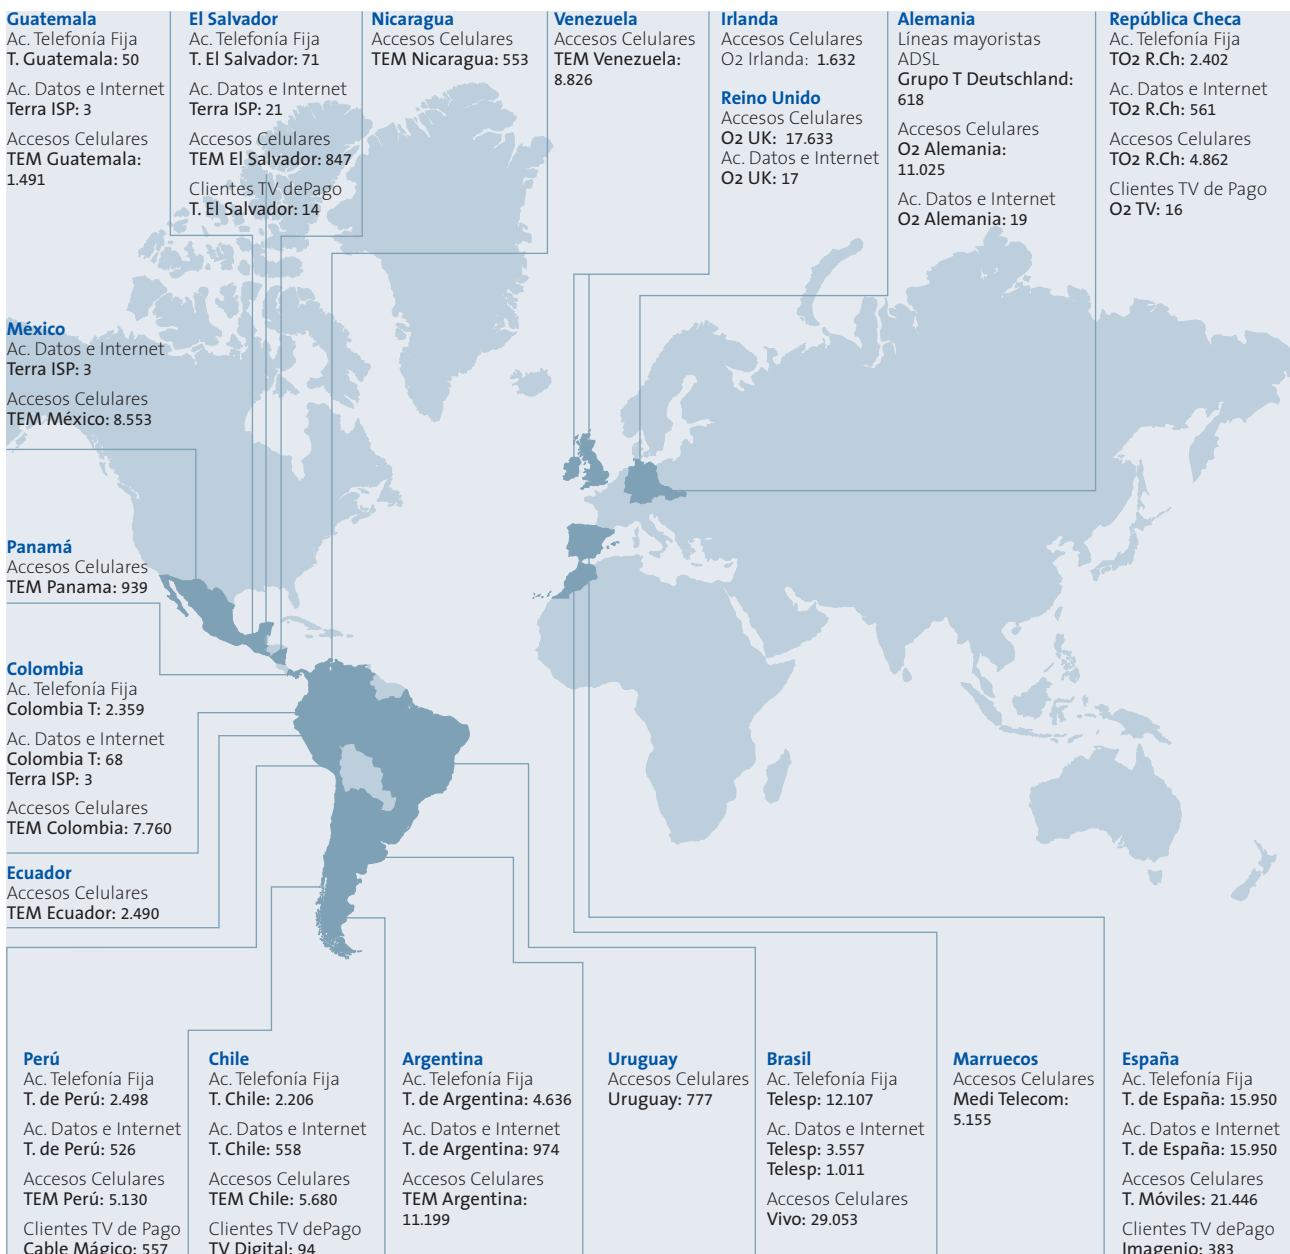 Guatemala
Ac. Telefonía Fija
T. Guatemala: 50
Ac. Datos e Internet
Terra ISP: 3
Accesos Celulares
TEM Guatemala:
1.491
El Salvador
Ac. Telefonía Fija
T. El Salvador: 71
Ac. Datos e Internet
Terra ISP: 21
Accesos Celulares
TEM El Salvador: 847
Clientes TV dePago
T. El Salvador: 14
Nicaragua
Accesos Celulares
TEM Nicaragua: 553
Venezuela
Accesos Celulares
TEM Venezuela:
8.826
Irlanda
Accesos Celulares
O2 Irlanda: 1.632
Reino Unido
Accesos Celulares
O2 UK: 17.633
Ac. Datos e Internet
O2 UK: 17
Alemania
Líneas mayoristas
ADSL
Grupo T Deutschland:
618
Accesos Celulares
O2 Alemania:
11.025
Ac. Datos e Internet
O2 Alemania: 19
República Checa
Ac. Telefonía Fija
TO2 R.Ch: 2.402
Ac. Datos e Internet
TO2 R.Ch: 561
Accesos Celulares
TO2 R.Ch: 4.862
Clientes TV de Pago
O2 TV: 16
México
Ac. Datos e Internet
Terra ISP: 3
Accesos Celulares
TEM México: 8.553
Panamá
Accesos Celulares
TEM Panama: 939
Colombia
Ac. Telefonía Fija
Colombia T: 2.359
Ac. Datos e Internet
Colombia T: 68
Terra ISP: 3
Accesos Celulares
TEM Colombia: 7.760
Ecuador
Accesos Celulares
TEM Ecuador: 2.490
Perú
Ac. Telefonía Fija
T. de Perú: 2.498
Ac. Datos e Internet
T. de Perú: 526
Accesos Celulares
TEM Perú: 5.130
Clientes TV de Pago
Cable Mágico: 557
Chile
Ac. Telefonía Fija
T. Chile: 2.206
Ac. Datos e Internet
T. Chile: 558
Accesos Celulares
TEM Chile: 5.680
Clientes TV dePago
TV Digital: 94
Argentina
Ac. Telefonía Fija
T. de Argentina: 4.636
Ac. Datos e Internet
T. de Argentina: 974
Accesos Celulares
TEM Argentina:
11.199
Uruguay
Accesos Celulares
Uruguay: 777
Brasil
Ac. Telefonía Fija
Telesp: 12.107
Ac. Datos e Internet
Telesp: 3.557
Telesp: 1.011
Accesos Celulares
Vivo: 29.053
Marruecos
Accesos Celulares
Medi Telecom:
5.155
España
Ac. Telefonía Fija
T. de España: 15.950
Ac. Datos e Internet
T. de España: 15.950
Accesos Celulares
T. Móviles: 21.446
Clientes TV dePago
Imagenio: 383